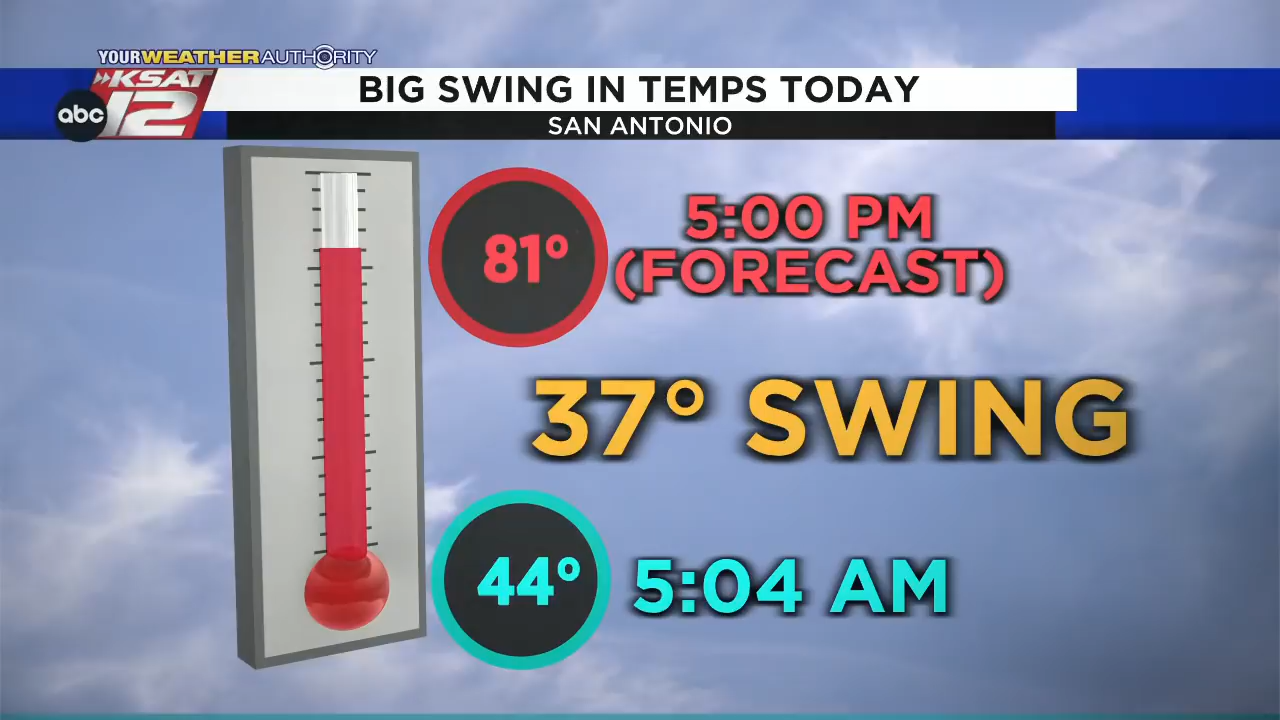 YOURWEATHERAUTHORITY
KSAT
abc 12
BIG SWING IN TEMPS TODAY
SAN ANTONIO
81°
5:00 PM
(FORECAST)
37° SWING
44°
5:04 AM